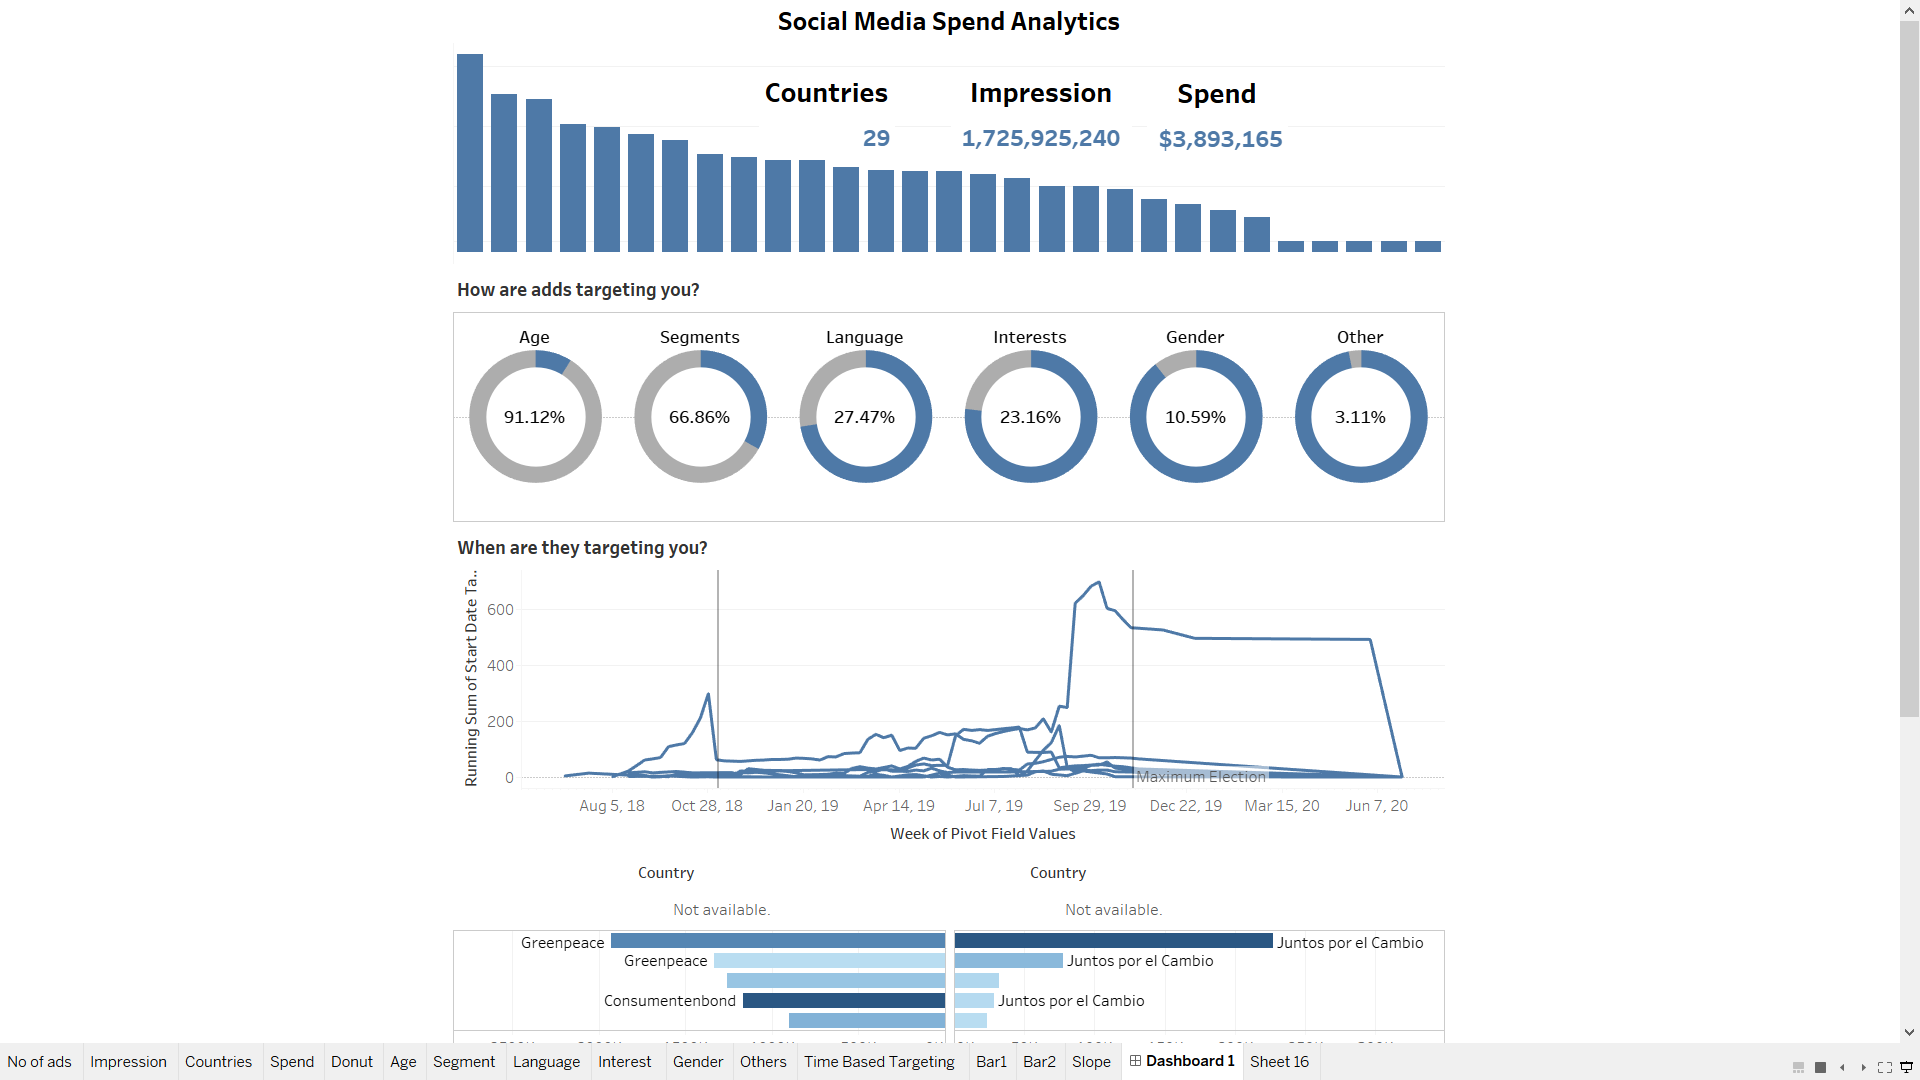 Social Media Spend Analytics
Countries Impression Spend
29 1,725,925,240 $3,893,165
How are adds targeting you?
Age Segments Language Interests Gender Other
91.12% 66.86% 27.47% 23.16% 10.59% 3.11%
When are they targeting you?
Running Sum of Start Date Ta..
600
400
200
0
Maximum Election
Aug 5, 18 Oct 28, 18 Jan 20, 19 Apr 14, 19 Jul 7, 19 Sep 29, 19 Dec 22, 19 Mar 15, 20 Jun 7, 20
Week of Pivot Field Values
Country Country
Not available. Not available.
Greenpeace Juntos por el Cambio
Greenpeace Juntos por el Cambio
Consumentenbond Juntos por el Cambio
No of ads Impression Countries Spend Donut Age Segment Language Interest Gender Others Time Based Targeting Bar1 Bar2 Slope Dashboard 1 Sheet 16